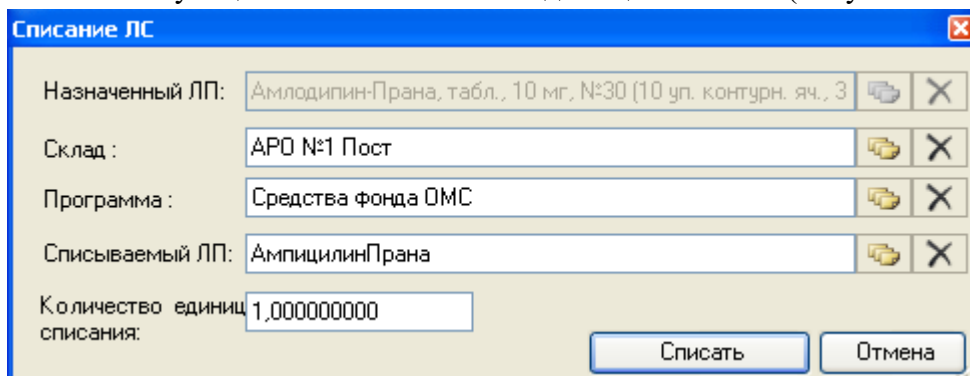 Списание ЛС
Назначенный ЛП: Амлодипин-Прана, табл., 10 мг, №30 (10 уп. контурн. яч., 3
Склад : АРО №1 Пост
Программа : Средства фонда ОМС
Списываемый ЛП: АмпицилинПрана
Количество единиц 1,000000000
списания:
Списать Отмена